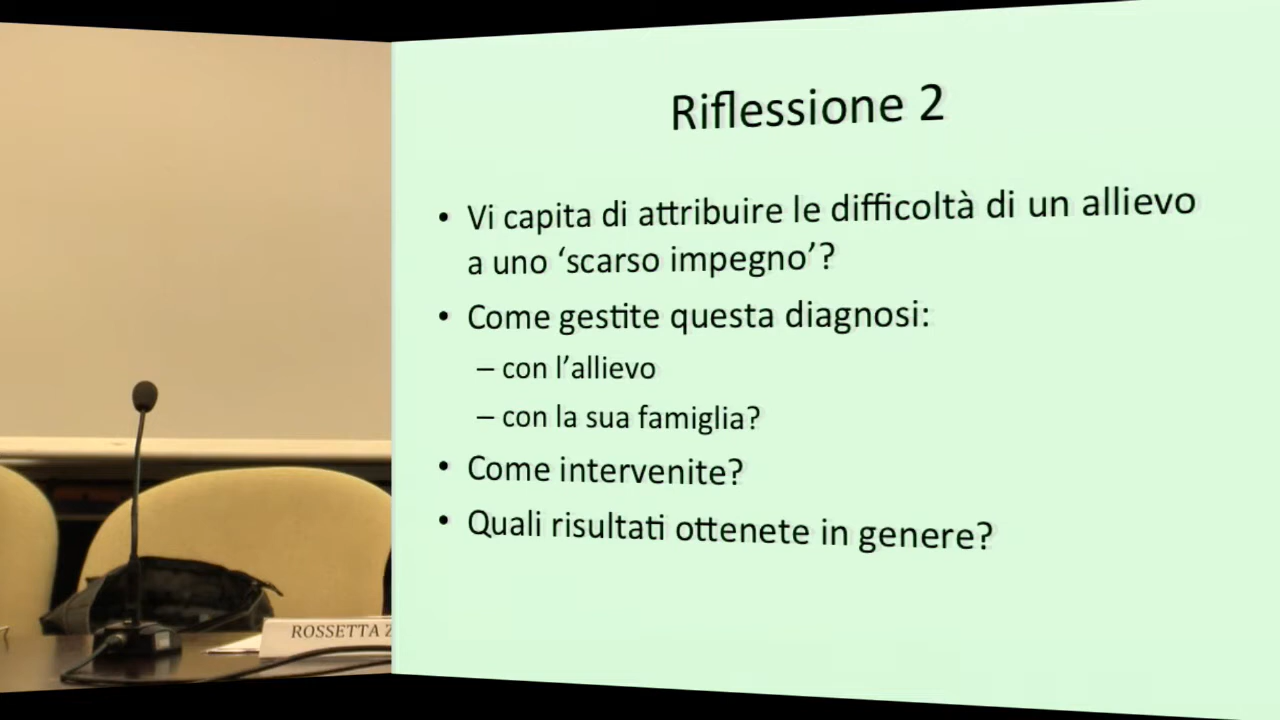 Riflessione 2
• Vi capita di attribuire le difficoltà di un allievo
a uno ‘scarso impegno’?
• Come gestite questa diagnosi:
– con l’allievo
– con la sua famiglia?
• Come intervenite?
• Quali risultati ottenete in genere?
ROSSETTA Z